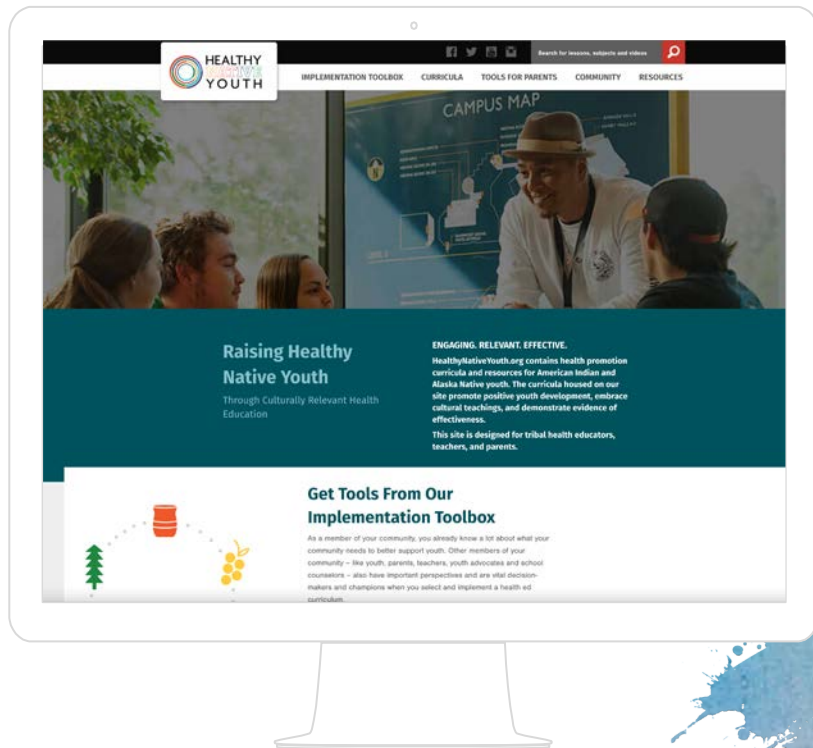 Search for lessons, subjects and videos
HEALTHY
NATIVE
YOUTH
IMPLEMENTATION TOOLBOX CURRICULA TOOLS FOR PARENTS COMMUNITY RESOURCES
CAMPUS MAP
Raising Healthy
Native Youth
Through Culturally Relevant Health
Education
ENGAGING. RELEVANT. EFFECTIVE.
HealthyNativeYouth.org contains health promotion
curricula and resources for American Indian and
Alaska Native youth. The curricula housed on our
site promote positive youth development, embrace
cultural teachings, and demonstrate evidence of
effectiveness.
This site is designed for tribal health educators,
teachers, and parents.
Get Tools From Our
Implementation Toolbox
As a member of your community, you already know a lot about what your
community needs to better support youth. Other members of your
community – like youth, parents, teachers, youth advocates and school
counselors – also have important perspectives and are vital decision-
makers and champions when you select and implement a health ed
curriculum.